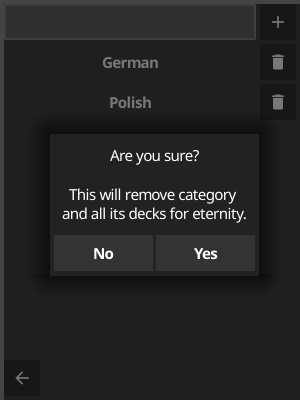 German
Polish
Are you sure?
This will remove category
and all its decks for eternity.
No
Yes